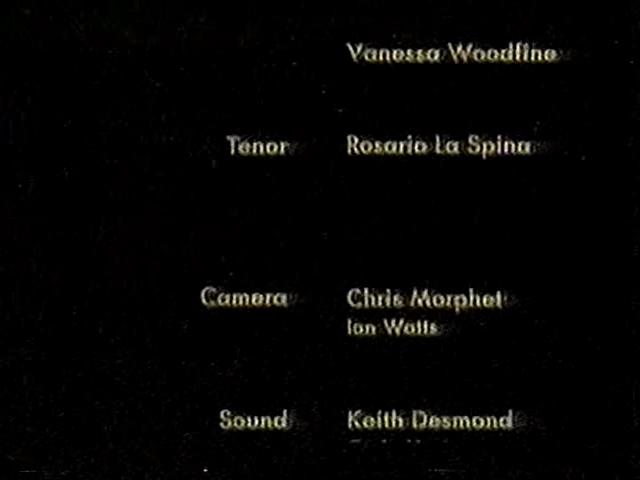 Vanessa Woodfine
Tenor Rosario La Spina
Camera Chris Morphet
Ian Watts
Sound Keith Desmond